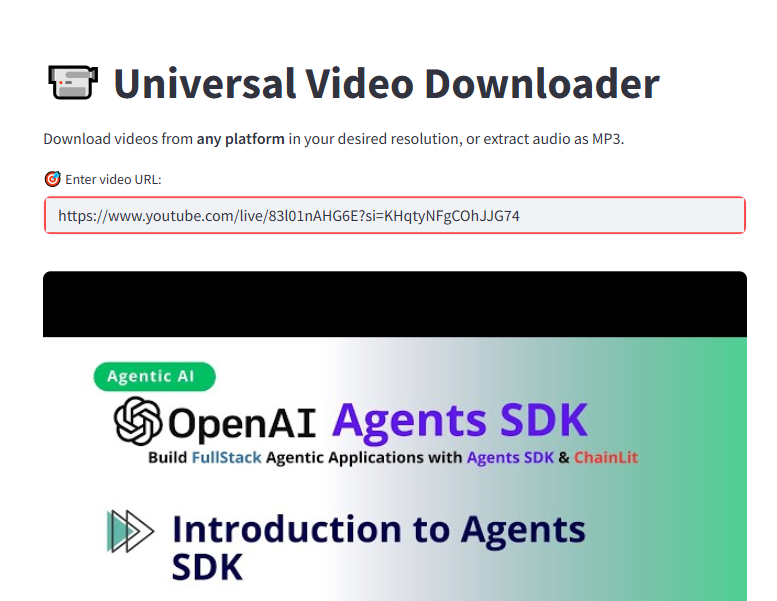 Universal Video Downloader
Download videos from any platform in your desired resolution, or extract audio as MP3.
Enter video URL:
https://www.youtube.com/live/83l01nAHG6E?si=KHqtyNFgCOhJJG74
Agentic AI
OpenAI Agents SDK
Build FullStack Agentic Applications with Agents SDK & ChainLit
Introduction to Agents
SDK